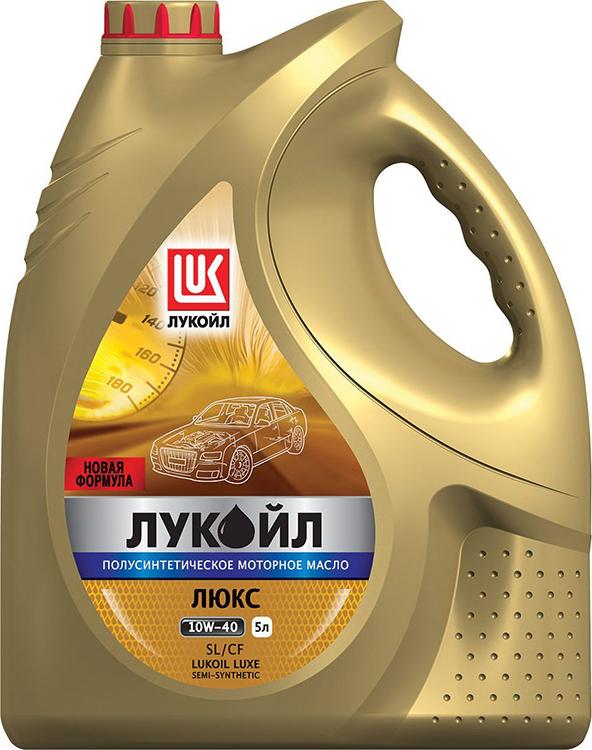 LUK
ЛУКОЙЛ
120
140
160
180
НОВАЯ
ФОРМУЛА
ЛУКОЙЛ
ПОЛУСИНТЕТИЧЕСКОЕ МОТОРНОЕ МАСЛО
ЛЮКС
10W-40 5л
SL/CF
LUKOIL LUXE
SEMI-SYNTHETIC